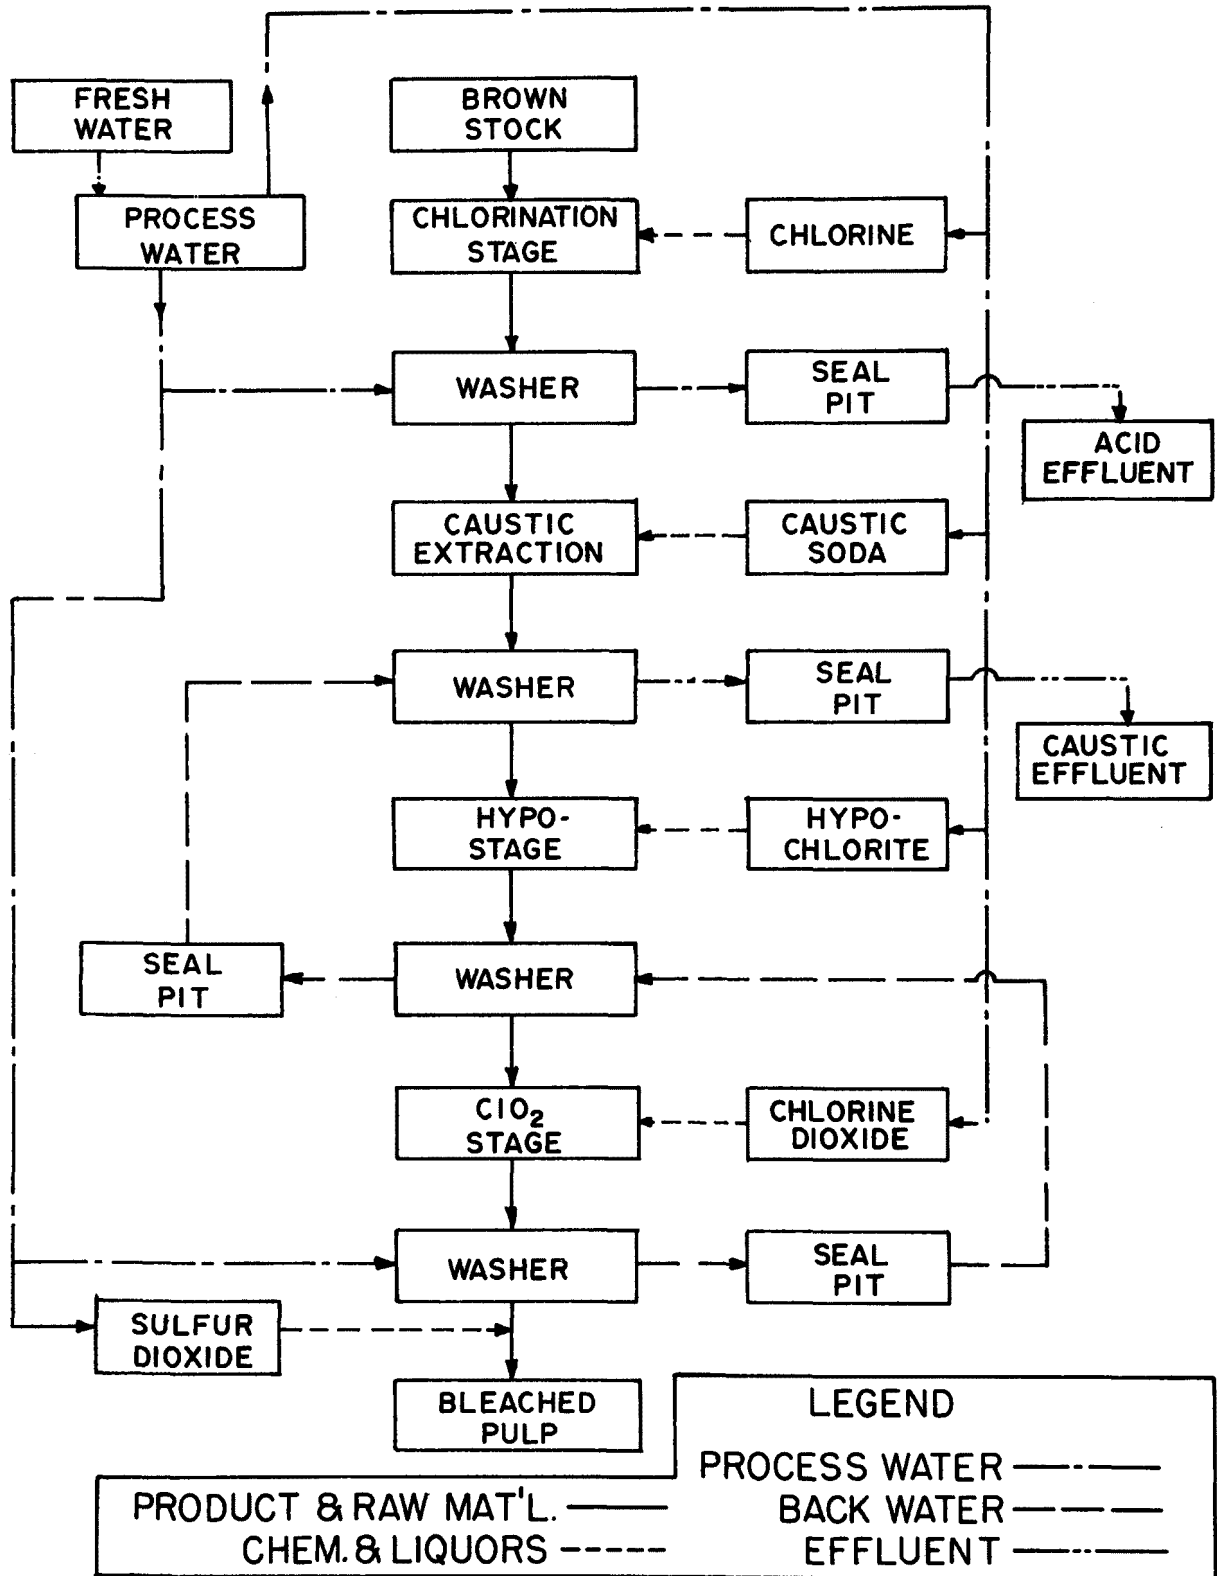 FRESH
WATER
BROWN
STOCK
PROCESS
WATER
CHLORINATION
STAGE
CHLORINE
WASHER
SEAL
PIT
ACID
EFFLUENT
CAUSTIC
EXTRACTION
CAUSTIC
SODA
WASHER
SEAL
PIT
CAUSTIC
EFFLUENT
HYPO-
STAGE
HYPO-
CHLORITE
SEAL
PIT
WASHER
ClO₂
STAGE
CHLORINE
DIOXIDE
WASHER
SEAL
PIT
SULFUR
DIOXIDE
BLEACHED
PULP
LEGEND
PROCESS WATER
PRODUCT & RAW MAT'L.
BACK WATER
CHEM. & LIQUORS
EFFLUENT